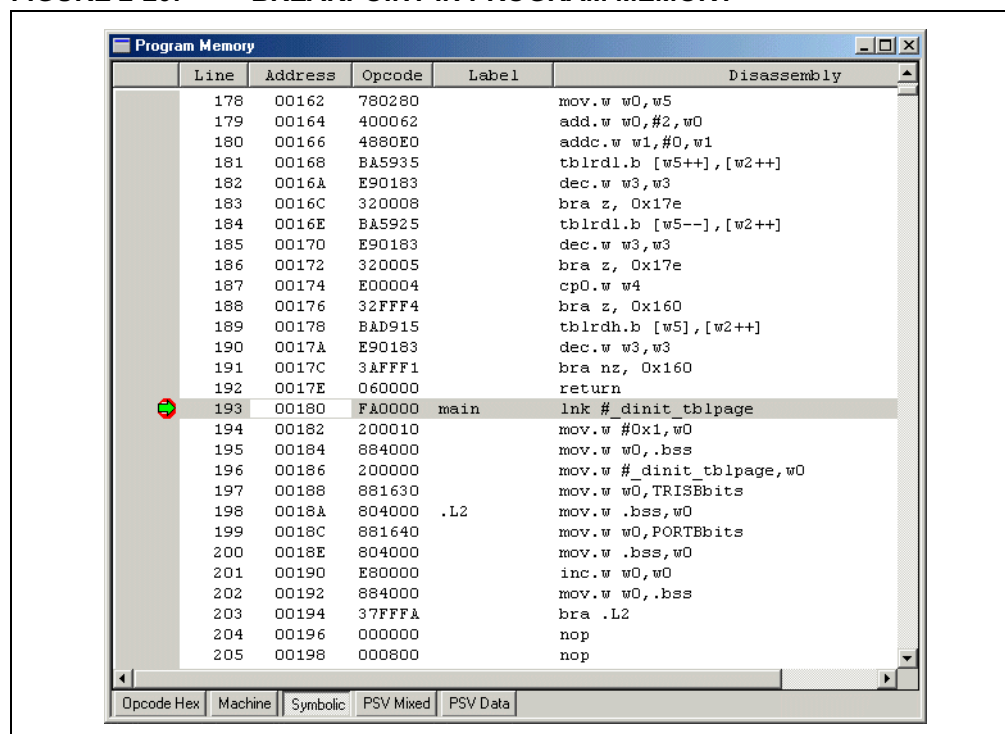 FIGURE 2-20: BREAKPOINT IN PROGRAM MEMORY
Program Memory
Line Address Opcode Label Disassembly
178 00162 780280 mov.w w0,w5
179 00164 400062 add.w w0,#2,w0
180 00166 4880E0 addc.w w1,#0,w1
181 00168 BA5935 tblrdl.b [w5++],[w2++]
182 0016A E90183 dec.w w3,w3
183 0016C 320008 bra z, 0x17e
184 0016E BA5925 tblrdl.b [w5--],[w2++]
185 00170 E90183 dec.w w3,w3
186 00172 320005 bra z, 0x17e
187 00174 E00004 cp0.w w4
188 00176 32FFF4 bra z, 0x160
189 00178 BAD915 tblrdh.b [w5],[w2++]
190 0017A E90183 dec.w w3,w3
191 0017C 3AFFF1 bra nz, 0x160
192 0017E 060000 return
193 00180 FA0000 main lnk #_dinit_tblpage
194 00182 200010 mov.w #0x1,w0
195 00184 884000 mov.w w0,.bss
196 00186 200000 mov.w #_dinit_tblpage,w0
197 00188 881630 mov.w w0,TRISBbits
198 0018A 804000 .L2 mov.w .bss,w0
199 0018C 881640 mov.w w0,PORTBbits
200 0018E 804000 mov.w .bss,w0
201 00190 E80000 inc.w w0,w0
202 00192 884000 mov.w w0,.bss
203 00194 37FFFA bra .L2
204 00196 000000 nop
205 00198 000800 nop
Opcode Hex Machine Symbolic PSV Mixed PSV Data